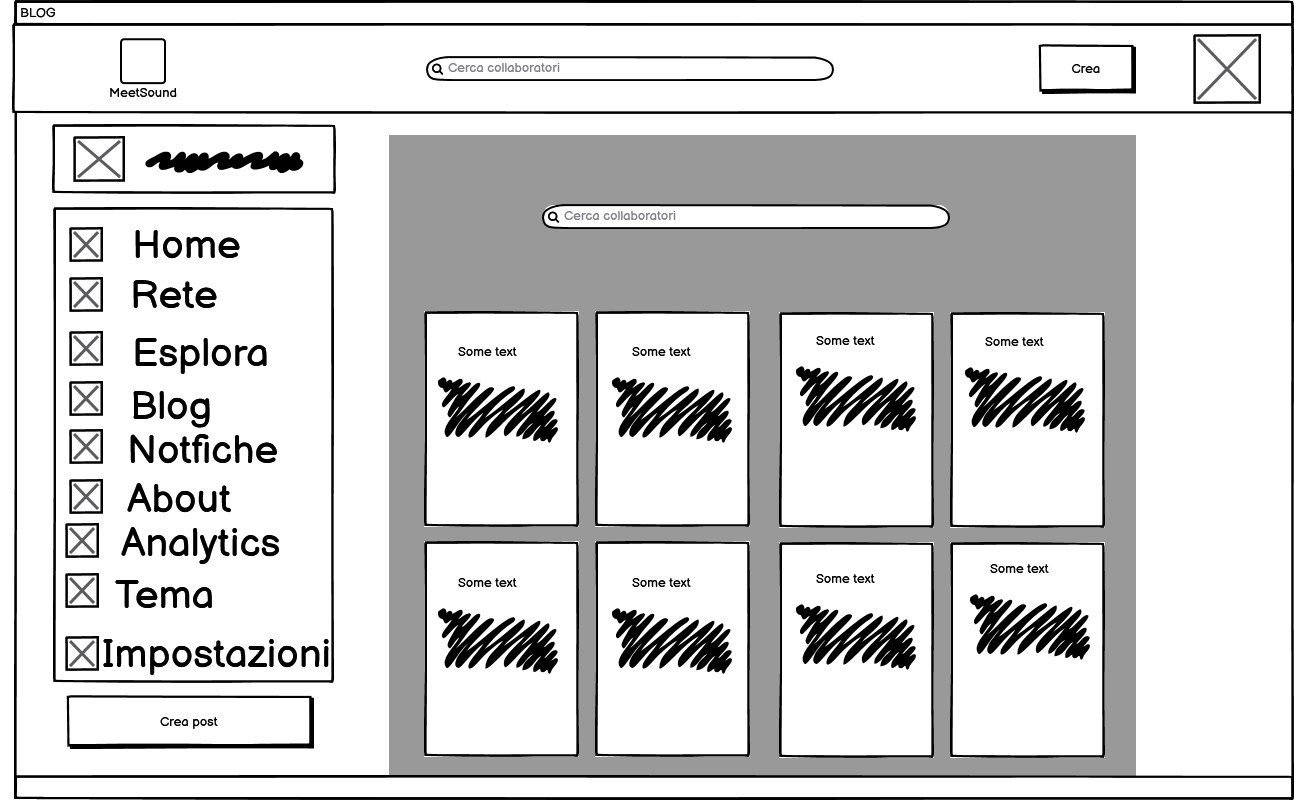 BLOG
MeetSound
Cerca collaboratori
Crea
Home
Rete
Esplora
Blog
Notfiche
About
Analytics
Tema
Impostazioni
Crea post
Cerca collaboratori
Some text
Some text
Some text
Some text
Some text
Some text
Some text
Some text